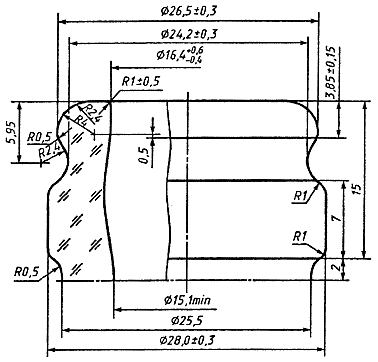 Ø26,5±0,3
Ø24,2±0,3
Ø16,4 +0,6 -0,4
R1±0,5
3,85±0,15
R2,4
R4
5,95
R0,5
R2,4
0,5
R1
15
7
R1
R0,5
2
Ø15,1min
Ø25,5
Ø28,0±0,3